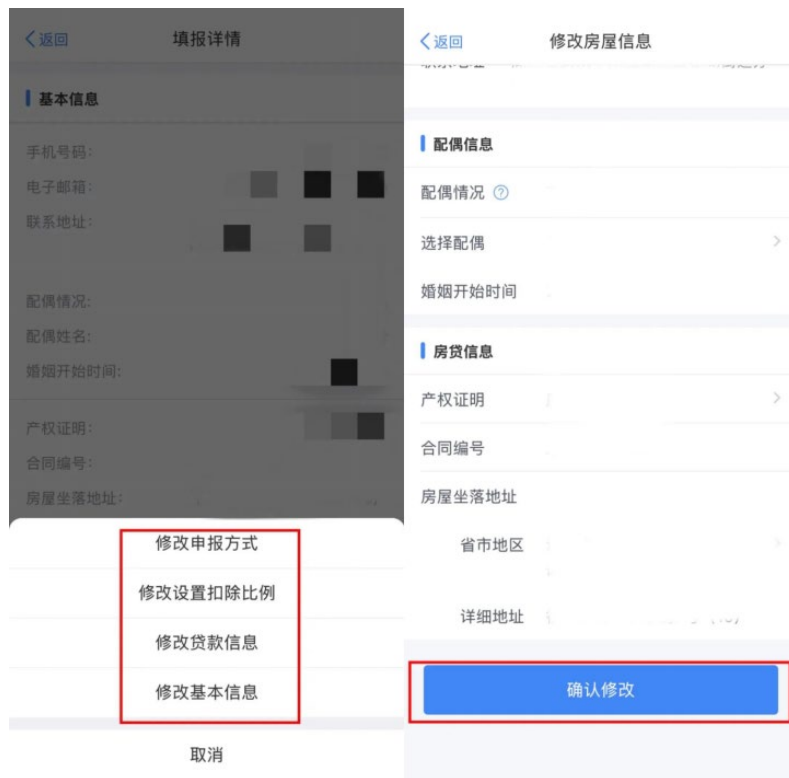 返回
填报详情
基本信息
手机号码:
电子邮箱:
联系地址:
配偶情况:
配偶姓名:
婚姻开始时间:
产权证明:
合同编号:
房屋坐落地址:
修改申报方式
修改设置扣除比例
修改贷款信息
修改基本信息
取消
返回
修改房屋信息
配偶信息
配偶情况
选择配偶
婚姻开始时间
房贷信息
产权证明
合同编号
房屋坐落地址
省市地区
详细地址
确认修改